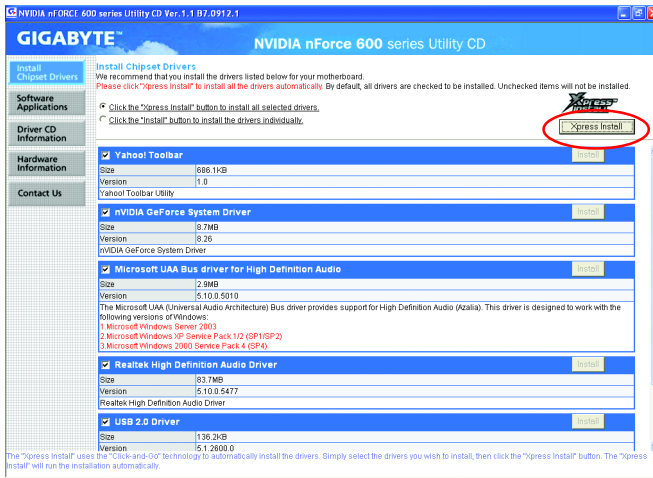 NVIDIA nFORCE 600 series Utility CD Ver.1.1 B7.0912.1
GIGABYTE™
NVIDIA nForce 600 series Utility CD
Install
Chipset Drivers
Software
Applications
Driver CD
Information
Hardware
Information
Contact Us
Install Chipset Drivers
We recommend that you install the drivers listed below for your motherboard.
Please click "Xpress Install" to install all the drivers automatically. By default, all drivers are checked to be installed. Unchecked items will not be installed.
Click the "Xpress Install" button to install all selected drivers.
Click the "Install" button to install the drivers individually.
Xpress
Install
Xpress Install
Yahoo! Toolbar
Install
Size 686.1KB
Version 1.0
Yahoo! Toolbar Utility
nVIDIA GeForce System Driver
Install
Size 8.7MB
Version 8.26
nVIDIA GeForce System Driver
Microsoft UAA Bus driver for High Definition Audio
Install
Size 2.9MB
Version 5.10.0.5010
The Microsoft UAA (Universal Audio Architecture) Bus driver provides support for High Definition Audio (Azalia). This driver is designed to work with the
following versions of Windows:
1.Microsoft Windows Server 2003
2.Microsoft Windows XP Service Pack 1/2 (SP1/SP2)
3.Microsoft Windows 2000 Service Pack 4 (SP4)
Realtek High Definition Audio Driver
Install
Size 83.7MB
Version 5.10.0.5477
Realtek High Definition Audio Driver
USB 2.0 Driver
Install
Size 136.2KB
Version 5.1.2600.0
The "Xpress Install" uses the "Click-and-Go" technology to automatically install the drivers. Simply select the drivers you wish to install, then click the "Xpress Install" button. The "Xpress
Install" will run the installation automatically.